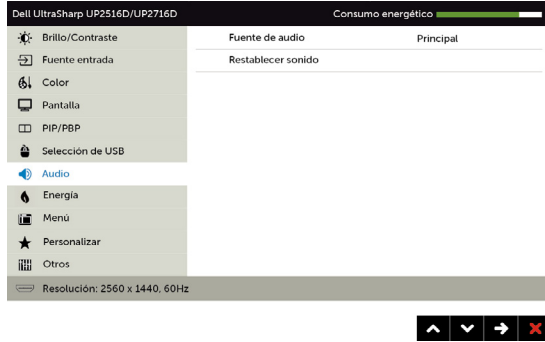 Dell UltraSharp UP2516D/UP2716D Consumo energético
Brillo/Contraste Fuente de audio Principal
Fuente entrada Restablecer sonido
Color
Pantalla
PIP/PBP
Selección de USB
Audio
Energía
Menú
Personalizar
Otros
Resolución: 2560 x 1440, 60Hz